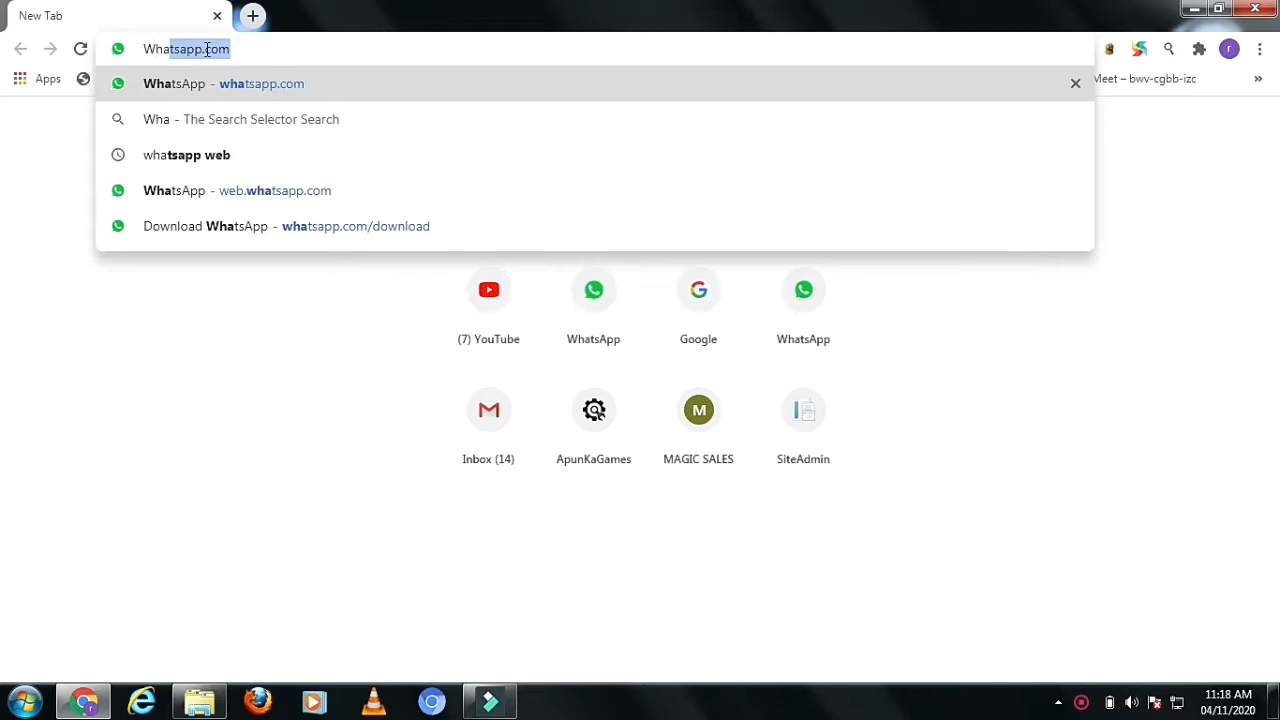 New Tab
Whatsapp.com
WhatsApp - whatsapp.com
Wha - The Search Selector Search
whatsapp web
WhatsApp - web.whatsapp.com
Download WhatsApp - whatsapp.com/download
Apps
Meet – bwv-cgbb-izc
r
(7) YouTube
WhatsApp
Google
WhatsApp
M
Inbox (14)
ApunKaGames
MAGIC SALES
SiteAdmin
11:18 AM
04/11/2020